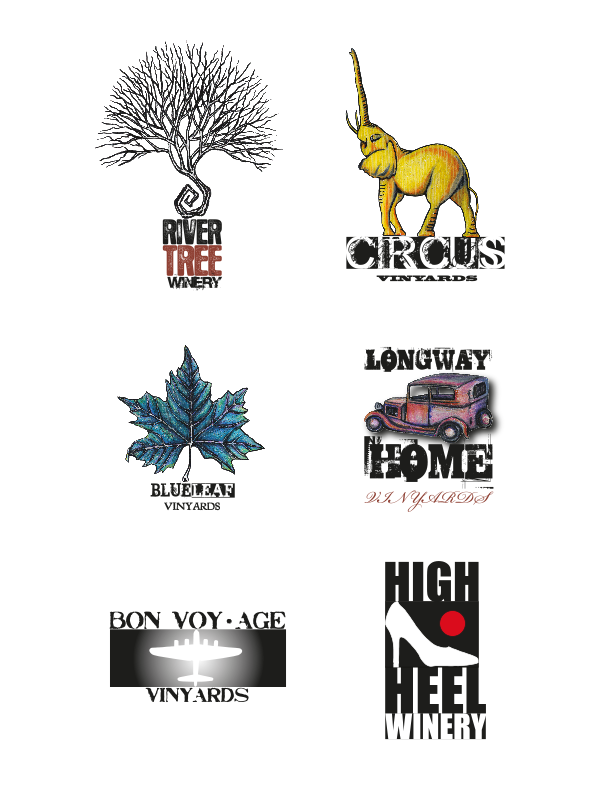 RIVER
TREE
WINERY
CIRCUS
VINYARDS
BLUELEAF
VINYARDS
LONGWAY
HOME
VINYARDS
BON VOY·AGE
VINYARDS
HIGH
HEEL
WINERY